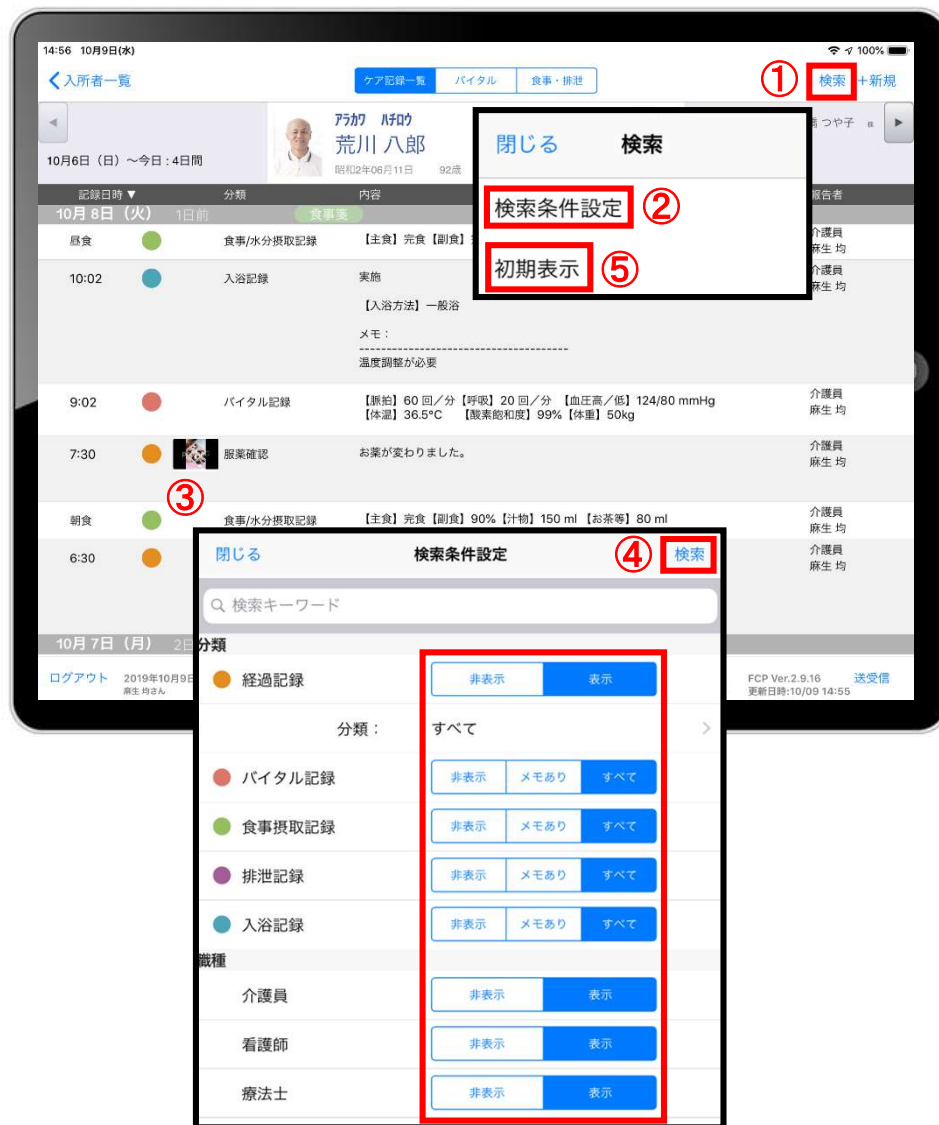 14:56 10月9日(水)
100%
入所者一覧
ケア記録一覧 バイタル 食事・排泄
① 検索 +新規
10月6日（日）～今日：4日間
ｱﾗｶﾜ ﾊﾁﾛｳ
荒川 八郎
昭和2年06月11日 92歳
つや子
閉じる 検索
検索条件設定 ②
初期表示 ⑤
記録日時 ▼ 分類 内容 報告者
10月 8日（火） 1日前 食事箋
昼食 食事/水分摂取記録 【主食】完食【副食】 介護員
麻生 均
10:02 入浴記録 実施 介護員
麻生 均
【入浴方法】一般浴
メモ：
--------------------------------------
温度調整が必要
9:02 バイタル記録 【脈拍】60 回／分【呼吸】20 回／分 【血圧高／低】124/80 mmHg 介護員
【体温】36.5°C 【酸素飽和度】99%【体重】50kg 麻生 均
7:30 服薬確認 お薬が変わりました。 介護員
麻生 均
③
朝食 食事/水分摂取記録 【主食】完食【副食】90%【汁物】150 ml【お茶等】80 ml 介護員
麻生 均
6:30 介護員
麻生 均
10月 7日（月） 2日
ログアウト 2019年10月9日
麻生 均さん
FCP Ver.2.9.16 送受信
更新日時:10/09 14:55
閉じる 検索条件設定 ④ 検索
検索キーワード
分類
経過記録 非表示 表示
分類： すべて
バイタル記録 非表示 メモあり すべて
食事摂取記録 非表示 メモあり すべて
排泄記録 非表示 メモあり すべて
入浴記録 非表示 メモあり すべて
職種
介護員 非表示 表示
看護師 非表示 表示
療法士 非表示 表示